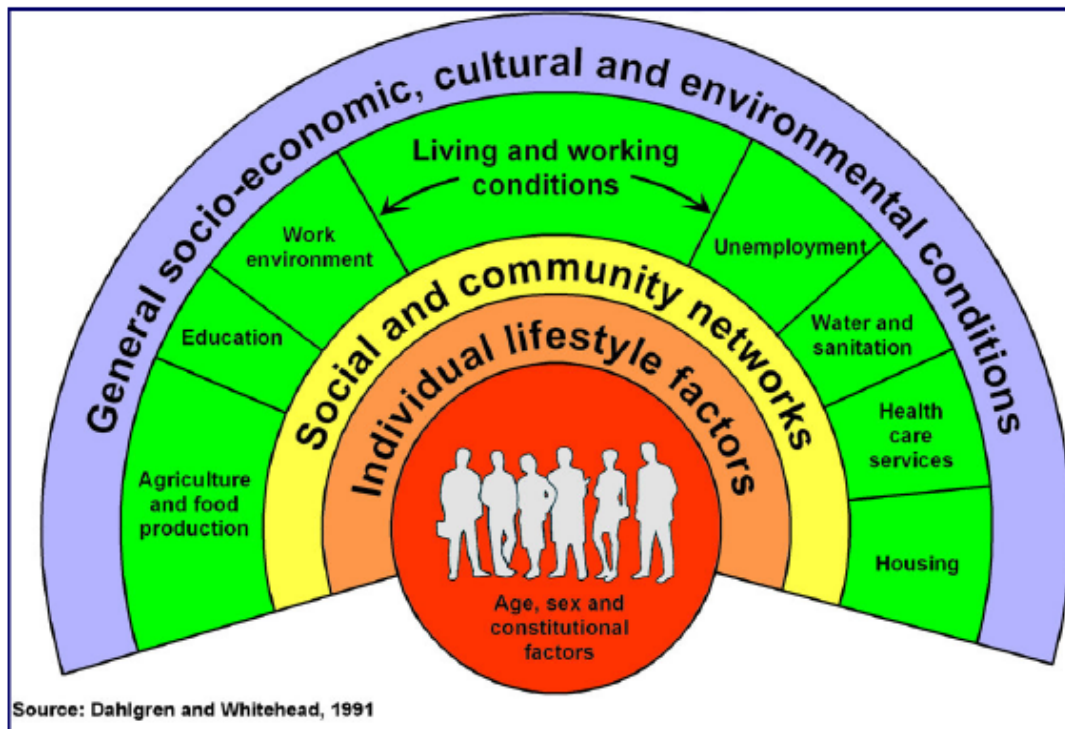 General socio-economic, cultural and environmental conditions
Living and working
conditions
Work
environment
Unemployment
Education
Water and
sanitation
Agriculture
and food
production
Health
care
services
Housing
Social and community networks
Individual lifestyle factors
Age, sex and
constitutional
factors
Source: Dahlgren and Whitehead, 1991